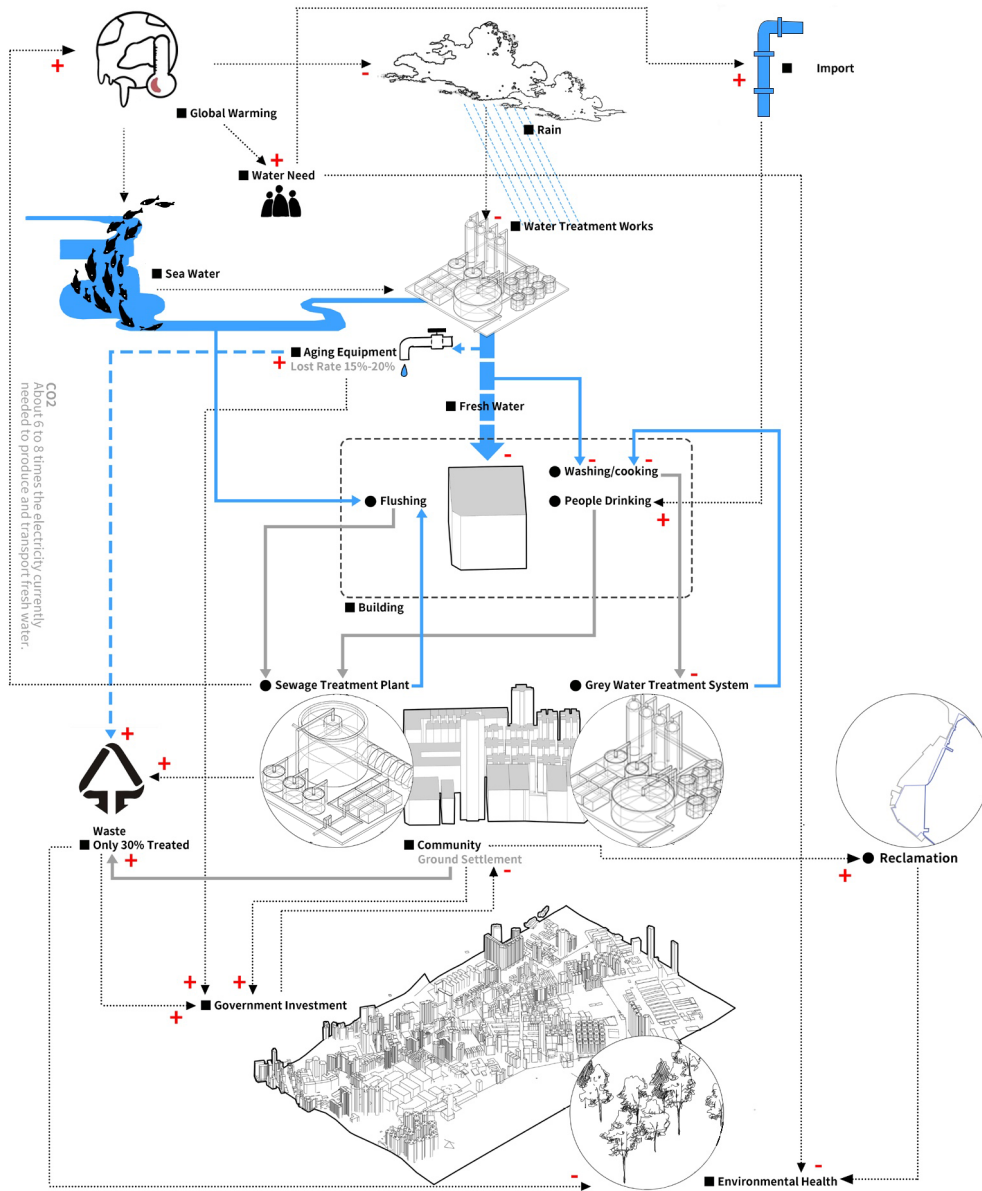 +
-
+
Import
Global Warming
Rain
+
Water Need
-
Water Treatment Works
Sea Water
Aging Equipment
+
Lost Rate 15%-20%
CO2
About 6 to 8 times the electricity currently
needed to produce and transport fresh water.
Fresh Water
-
-
-
Washing/cooking
Flushing
People Drinking
+
Building
-
Sewage Treatment Plant
Grey Water Treatment System
+
+
Waste
Only 30% Treated
+
Community
Ground Settlement
-
Reclamation
+
+
+
Government Investment
+
-
-
Environmental Health